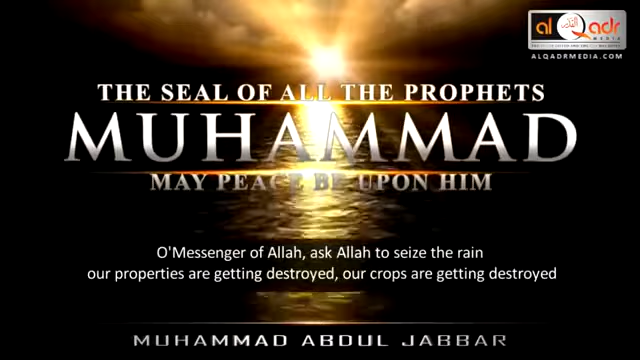 al Qadr
MEDIA
ALQADRMEDIA.COM
THE SEAL OF ALL THE PROPHETS
MUHAMMAD
MAY PEACE BE UPON HIM
O'Messenger of Allah, ask Allah to seize the rain
our properties are getting destroyed, our crops are getting destroyed
MUHAMMAD ABDUL JABBAR